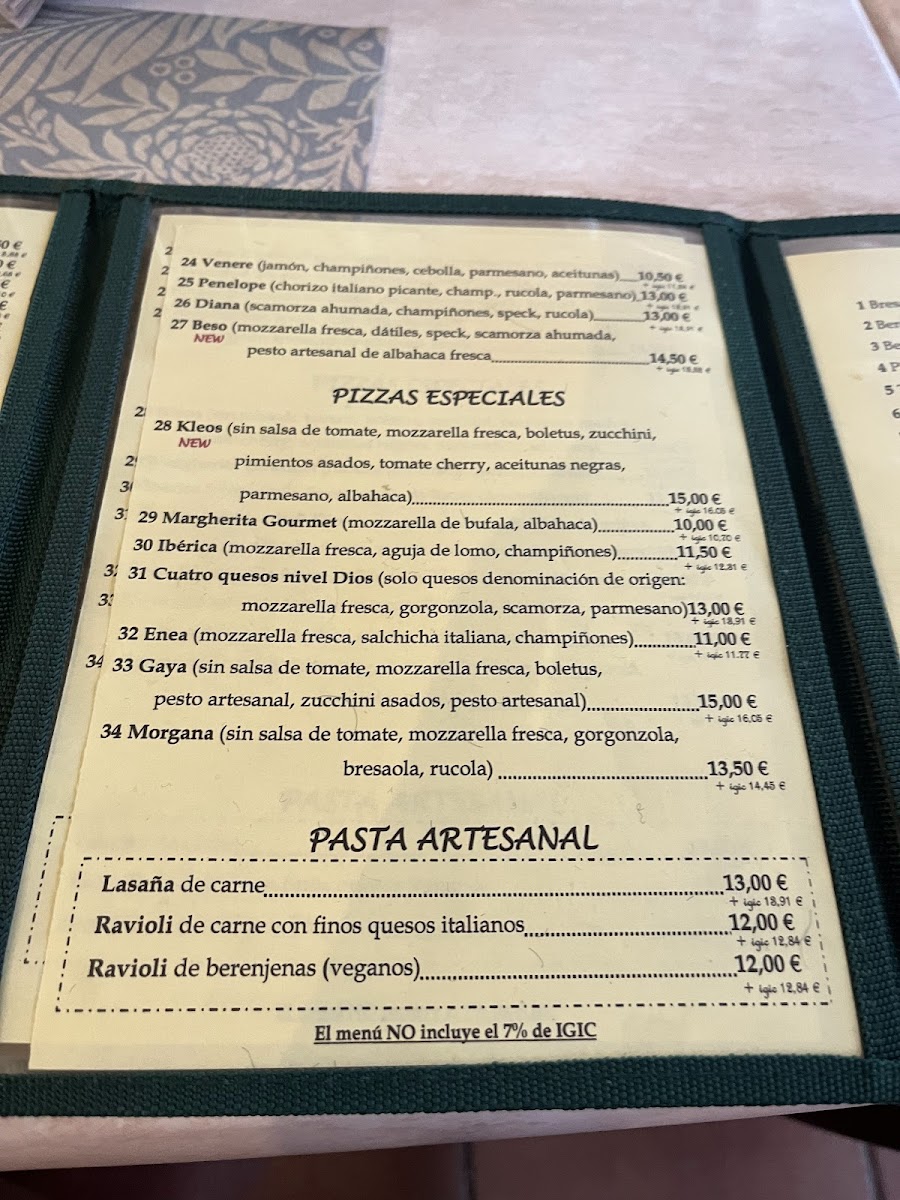 24 Venere (jamón, champiñones, cebolla, parmesano, aceitunas) 10,50 €
25 Penelope (chorizo italiano picante, champ., rucola, parmesano) 13,00 €
26 Diana (scamorza ahumada, champiñones, speck, rucola) 13,00 €
27 Beso (mozzarella fresca, dátiles, speck, scamorza ahumada,
NEW
pesto artesanal de albahaca fresca 14,50 €
PIZZAS ESPECIALES
28 Kleos (sin salsa de tomate, mozzarella fresca, boletus, zucchini,
NEW
pimientos asados, tomate cherry, aceitunas negras,
parmesano, albahaca) 15,00 €
+ igic 16,05 €
29 Margherita Gourmet (mozzarella de bufala, albahaca) 10,00 €
+ igic 10,70 €
30 Ibérica (mozzarella fresca, aguja de lomo, champiñones) 11,50 €
+ igic 12,31 €
31 Cuatro quesos nivel Dios (solo quesos denominación de origen:
mozzarella fresca, gorgonzola, scamorza, parmesano) 13,00 €
+ igic 18,91 €
32 Enea (mozzarella fresca, salchicha italiana, champiñones) 11,00 €
+ igic 11,77 €
33 Gaya (sin salsa de tomate, mozzarella fresca, boletus,
pesto artesanal, zucchini asados, pesto artesanal) 15,00 €
+ igic 16,05 €
34 Morgana (sin salsa de tomate, mozzarella fresca, gorgonzola,
bresaola, rucola) 13,50 €
+ igic 14,45 €
PASTA ARTESANAL
Lasaña de carne 13,00 €
+ igic 18,91 €
Ravioli de carne con finos quesos italianos 12,00 €
+ igic 12,84 €
Ravioli de berenjenas (veganos) 12,00 €
+ igic 12,84 €
El menú NO incluye el 7% de IGIC